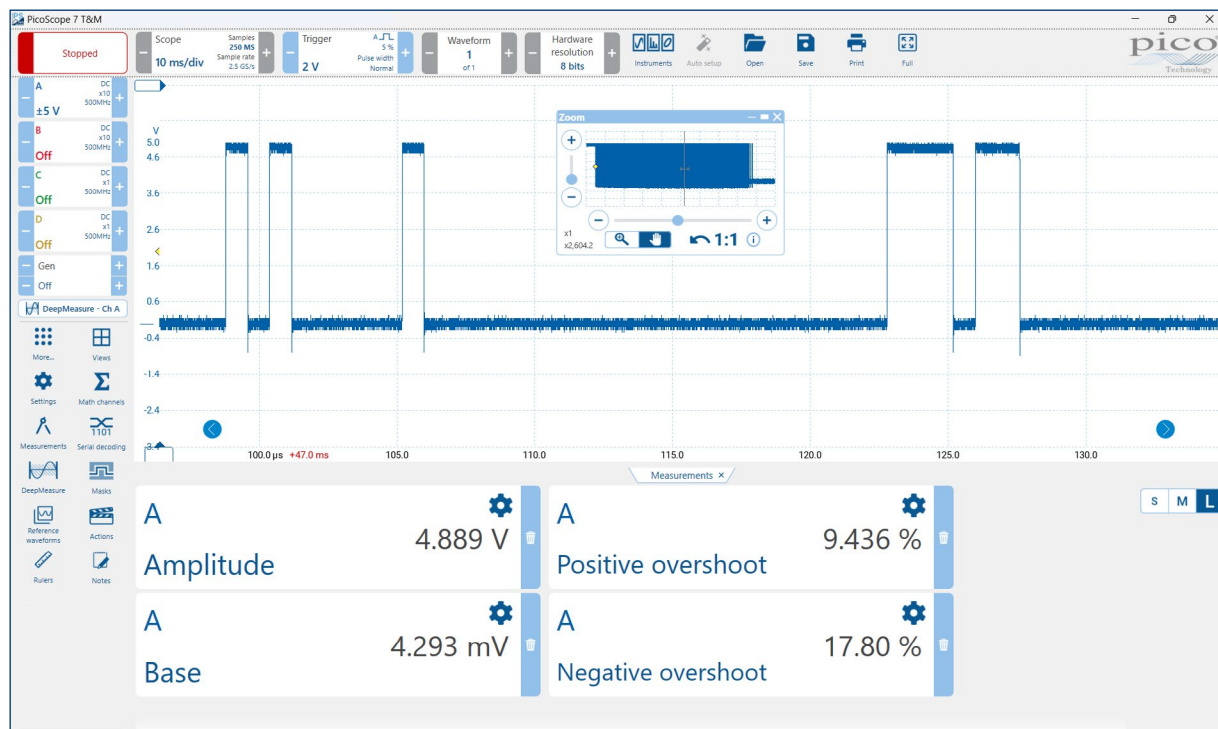 PicoScope 7 T&M
Stopped
Scope
10 ms/div
Samples
250 MS
Sample rate
2.5 GS/s
Trigger
2 V
A
5 %
Pulse width
Normal
Waveform
1
of 1
Hardware
resolution
8 bits
Instruments
Auto setup
Open
Save
Print
Full
pico
Technology
A
±5 V
DC
x10
500MHz
B
Off
DC
x10
500MHz
C
Off
DC
x1
500MHz
D
Off
DC
x1
500MHz
Gen
Off
DeepMeasure - Ch A
More...
Views
Settings
Math channels
Measurements
1101
Serial decoding
DeepMeasure
Masks
Reference
waveforms
Actions
Rulers
Notes
V
5.0
4.6
3.6
2.6
1.6
0.6
-0.4
-1.4
-2.4
-3.4
Zoom
x1
x2,604.2
1:1
100.0 µs +47.0 ms 105.0 110.0 115.0 120.0 125.0 130.0
Measurements ×
S M L
A
4.889 V
Amplitude
A
9.436 %
Positive overshoot
A
4.293 mV
Base
A
17.80 %
Negative overshoot